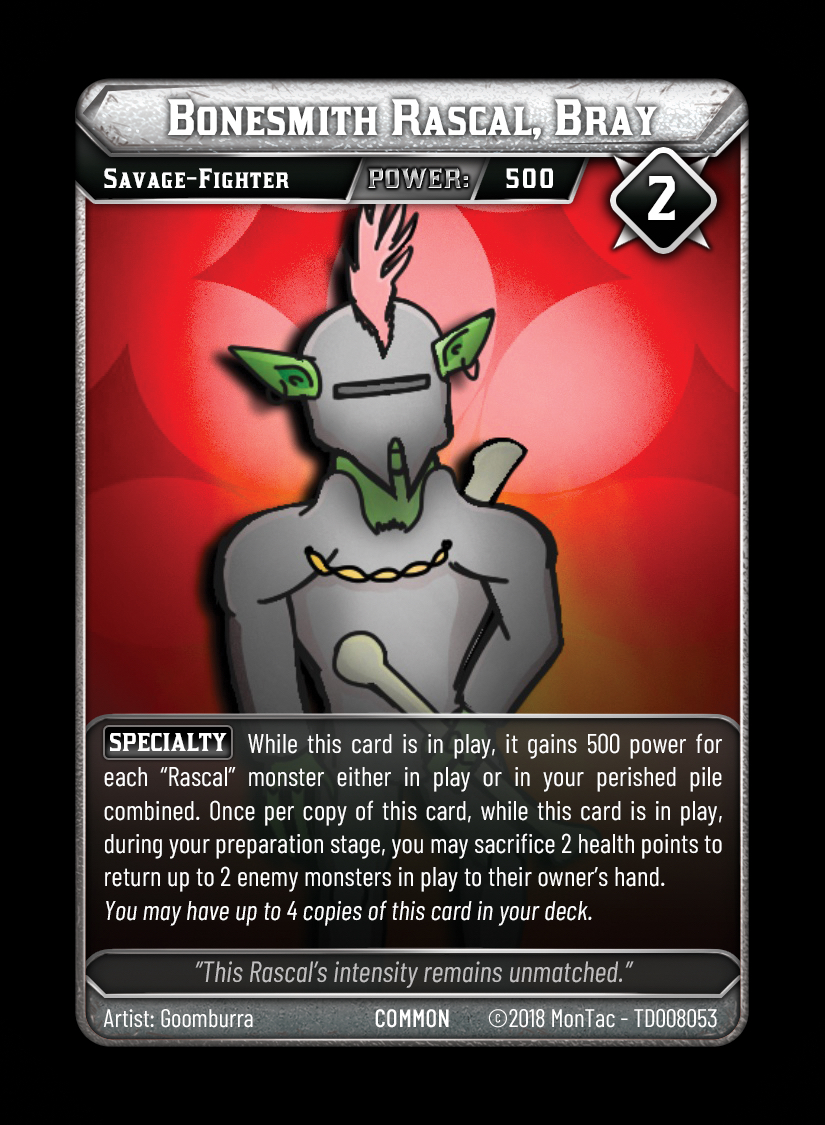 Bonesmith Rascal, Bray
Savage-Fighter POWER: 500
2
SPECIALTY While this card is in play, it gains 500 power for
each “Rascal” monster either in play or in your perished pile
combined. Once per copy of this card, while this card is in play,
during your preparation stage, you may sacrifice 2 health points to
return up to 2 enemy monsters in play to their owner’s hand.
You may have up to 4 copies of this card in your deck.
“This Rascal’s intensity remains unmatched.”
Artist: Goomburra COMMON ©2018 MonTac - TD008053